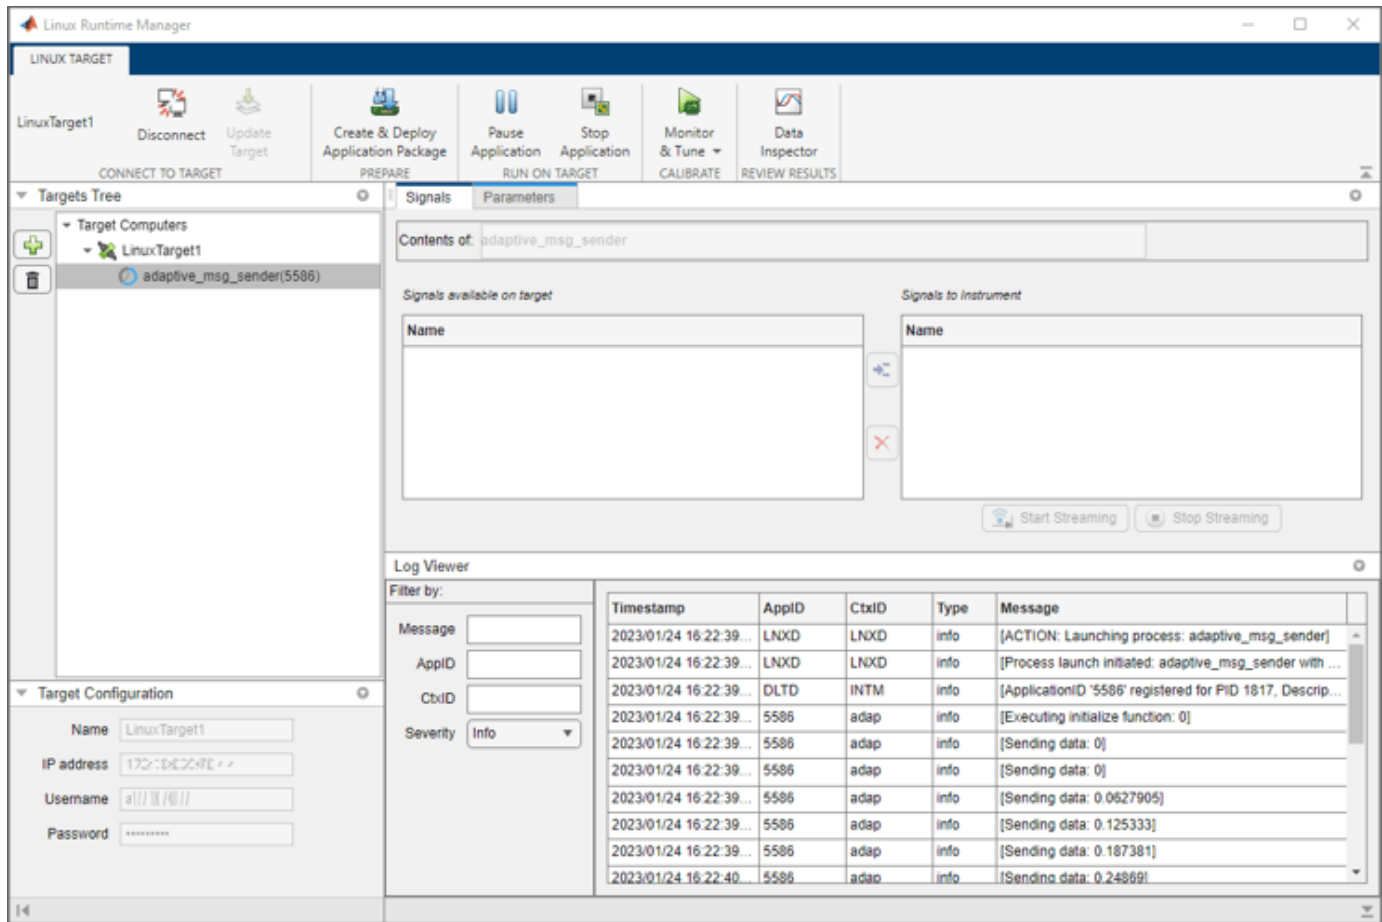 Linux Runtime Manager
LINUX TARGET
LinuxTarget1
Disconnect
Update Target
CONNECT TO TARGET
Create & Deploy
Application Package
PREPARE
Pause
Application
Stop
Application
RUN ON TARGET
Monitor
& Tune
CALIBRATE
Data
Inspector
REVIEW RESULTS
Targets Tree
Target Computers
LinuxTarget1
adaptive_msg_sender(5586)
Signals
Parameters
Contents of: adaptive_msg_sender
Signals available on target
Name
Signals to Instrument
Name
Start Streaming
Stop Streaming
Target Configuration
Name LinuxTarget1
IP address
Username
Password ••••••••
Log Viewer
Filter by:
Message
AppID
CtxID
Severity Info
Timestamp AppID CtxID Type Message
2023/01/24 16:22:39... LNXD LNXD info [ACTION: Launching process: adaptive_msg_sender]
2023/01/24 16:22:39... LNXD LNXD info [Process launch initiated: adaptive_msg_sender with ...
2023/01/24 16:22:39... DLTD INTM info [ApplicationID '5586' registered for PID 1817, Descrip...
2023/01/24 16:22:39... 5586 adap info [Executing initialize function: 0]
2023/01/24 16:22:39... 5586 adap info [Sending data: 0]
2023/01/24 16:22:39... 5586 adap info [Sending data: 0]
2023/01/24 16:22:39... 5586 adap info [Sending data: 0.0627905]
2023/01/24 16:22:39... 5586 adap info [Sending data: 0.125333]
2023/01/24 16:22:39... 5586 adap info [Sending data: 0.187381]
2023/01/24 16:22:40... 5586 adap info [Sending data: 0.24869]